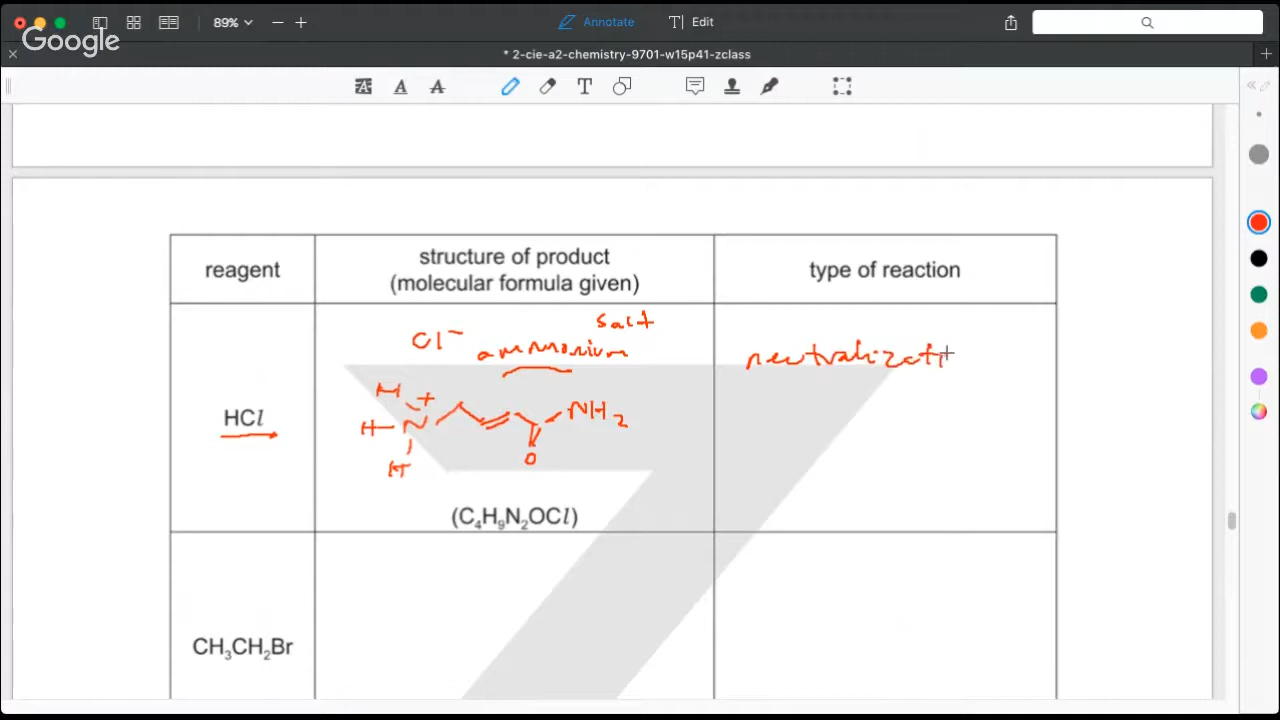 89%
Annotate
Edit
Google
* 2-cie-a2-chemistry-9701-w15p41-zclass
reagent
structure of product
(molecular formula given)
type of reaction
HCl
salt
Cl⁻
ammonium
H
+
H-N
NH₂
H
O
(C₄H₉N₂OCl)
neutralizati
CH₃CH₂Br